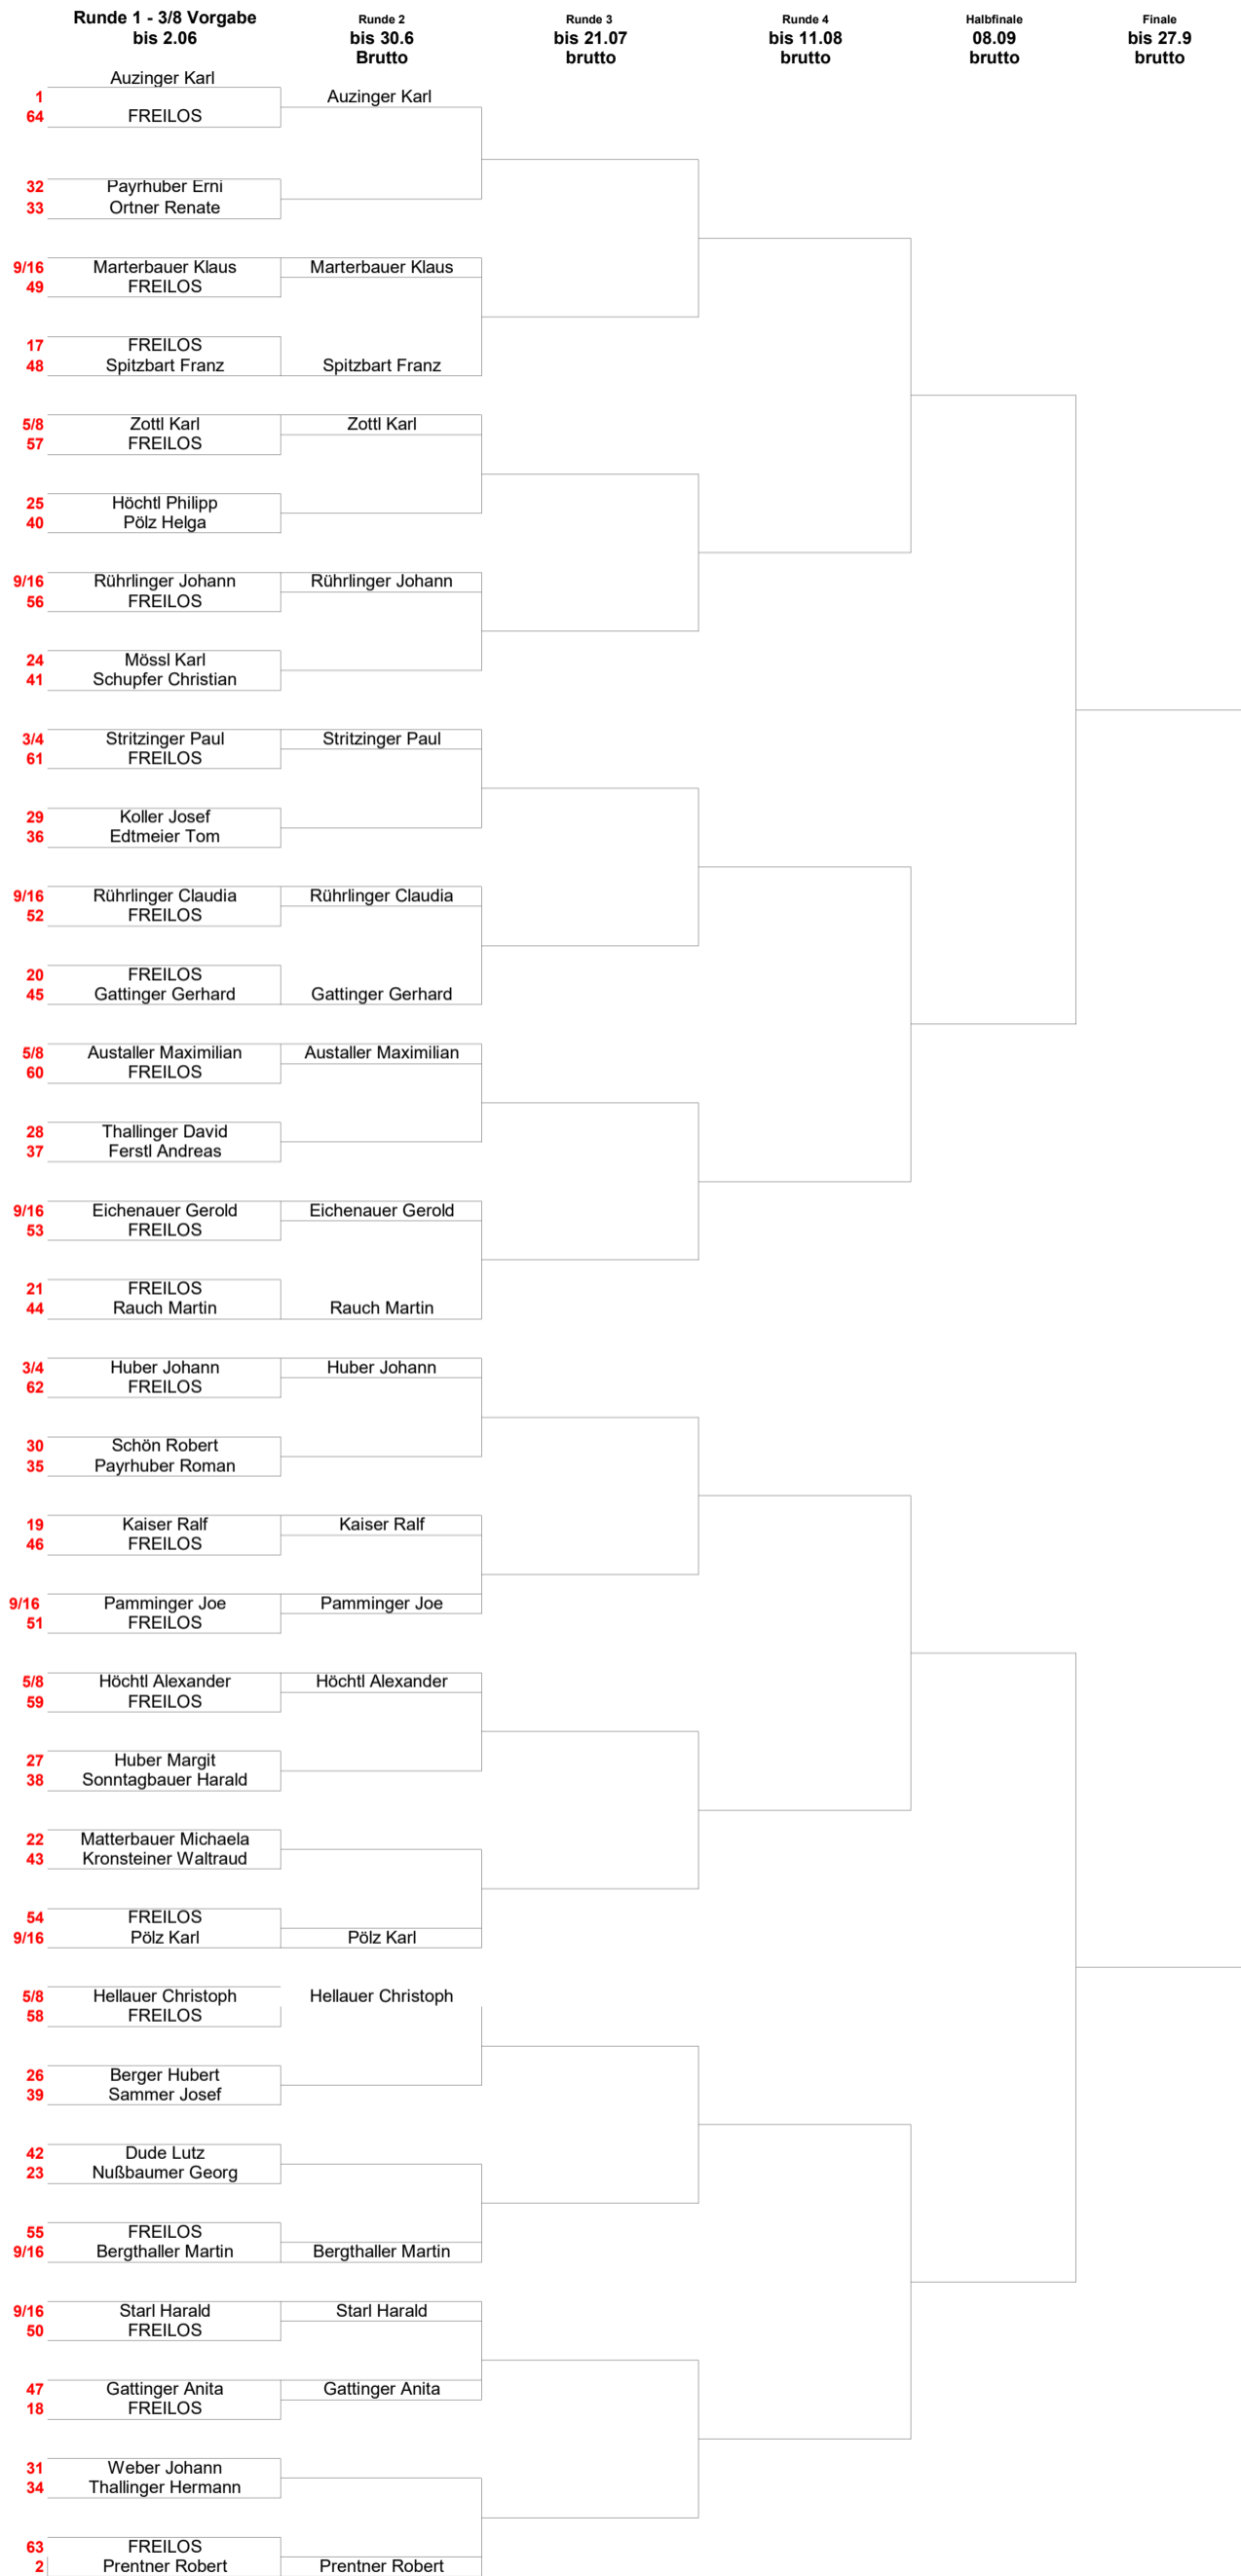 Runde 1 - 3/8 Vorgabe Runde 2 Runde 3 Runde 4 Halbfinale Finale
bis 2.06 bis 30.6 bis 21.07 bis 11.08 08.09 bis 27.9
Brutto brutto brutto brutto brutto
Auzinger Karl
1 Auzinger Karl
64 FREILOS
32 Payrhuber Erni
33 Ortner Renate
9/16 Marterbauer Klaus Marterbauer Klaus
49 FREILOS
17 FREILOS
48 Spitzbart Franz Spitzbart Franz
5/8 Zottl Karl Zottl Karl
57 FREILOS
25 Höchtl Philipp
40 Pölz Helga
9/16 Rührlinger Johann Rührlinger Johann
56 FREILOS
24 Mössl Karl
41 Schupfer Christian
3/4 Stritzinger Paul Stritzinger Paul
61 FREILOS
29 Koller Josef
36 Edtmeier Tom
9/16 Rührlinger Claudia Rührlinger Claudia
52 FREILOS
20 FREILOS
45 Gattinger Gerhard Gattinger Gerhard
5/8 Austaller Maximilian Austaller Maximilian
60 FREILOS
28 Thallinger David
37 Ferstl Andreas
9/16 Eichenauer Gerold Eichenauer Gerold
53 FREILOS
21 FREILOS
44 Rauch Martin Rauch Martin
3/4 Huber Johann Huber Johann
62 FREILOS
30 Schön Robert
35 Payrhuber Roman
19 Kaiser Ralf Kaiser Ralf
46 FREILOS
9/16 Pamminger Joe Pamminger Joe
51 FREILOS
5/8 Höchtl Alexander Höchtl Alexander
59 FREILOS
27 Huber Margit
38 Sonntagbauer Harald
22 Matterbauer Michaela
43 Kronsteiner Waltraud
54 FREILOS
9/16 Pölz Karl Pölz Karl
5/8 Hellauer Christoph Hellauer Christoph
58 FREILOS
26 Berger Hubert
39 Sammer Josef
42 Dude Lutz
23 Nußbaumer Georg
55 FREILOS
9/16 Bergthaller Martin Bergthaller Martin
9/16 Starl Harald Starl Harald
50 FREILOS
47 Gattinger Anita Gattinger Anita
18 FREILOS
31 Weber Johann
34 Thallinger Hermann
63 FREILOS
2 Prentner Robert Prentner Robert